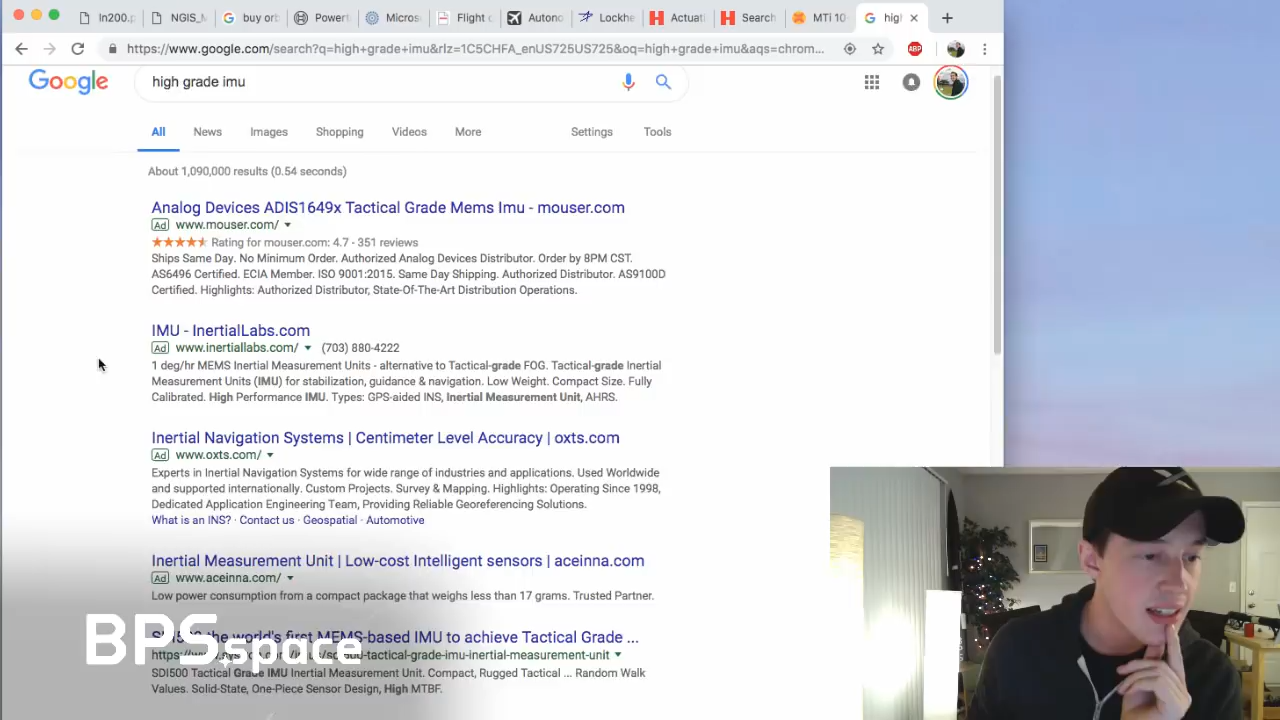 In200.p
NGIS_M
buy orb
Powert
Micros
Flight c
Autono
Lockhe
Actuati
Search
MTi 10
higl
https://www.google.com/search?q=high+grade+imu&rlz=1C5CHFA_enUS725US725&oq=high+grade+imu&aqs=chrom...
ABP
Google
high grade imu
All News Images Shopping Videos More Settings Tools
About 1,090,000 results (0.54 seconds)
Analog Devices ADIS1649x Tactical Grade Mems Imu - mouser.com
Ad www.mouser.com/
Rating for mouser.com: 4.7 - 351 reviews
Ships Same Day. No Minimum Order. Authorized Analog Devices Distributor. Order by 8PM CST.
AS6496 Certified. ECIA Member. ISO 9001:2015. Same Day Shipping. Authorized Distributor. AS9100D
Certified. Highlights: Authorized Distributor, State-Of-The-Art Distribution Operations.
IMU - InertialLabs.com
Ad www.inertiallabs.com/ (703) 880-4222
1 deg/hr MEMS Inertial Measurement Units - alternative to Tactical-grade FOG. Tactical-grade Inertial
Measurement Units (IMU) for stabilization, guidance & navigation. Low Weight. Compact Size. Fully
Calibrated. High Performance IMU. Types: GPS-aided INS, Inertial Measurement Unit, AHRS.
Inertial Navigation Systems | Centimeter Level Accuracy | oxts.com
Ad www.oxts.com/
Experts in Inertial Navigation Systems for wide range of industries and applications. Used Worldwide
and supported internationally. Custom Projects. Survey & Mapping. Highlights: Operating Since 1998,
Dedicated Application Engineering Team, Providing Reliable Georeferencing Solutions.
What is an INS? · Contact us · Geospatial · Automotive
Inertial Measurement Unit | Low-cost Intelligent sensors | aceinna.com
Ad www.aceinna.com/
Low power consumption from a compact package that weighs less than 17 grams. Trusted Partner.
the world's first MEMS-based IMU to achieve Tactical Grade ...
tactical-grade-imu-inertial-measurement-unit
SDI500 Tactical Grade IMU Inertial Measurement Unit. Compact, Rugged Tactical ... Random Walk
Values. Solid-State, One-Piece Sensor Design, High MTBF.
BPS.space